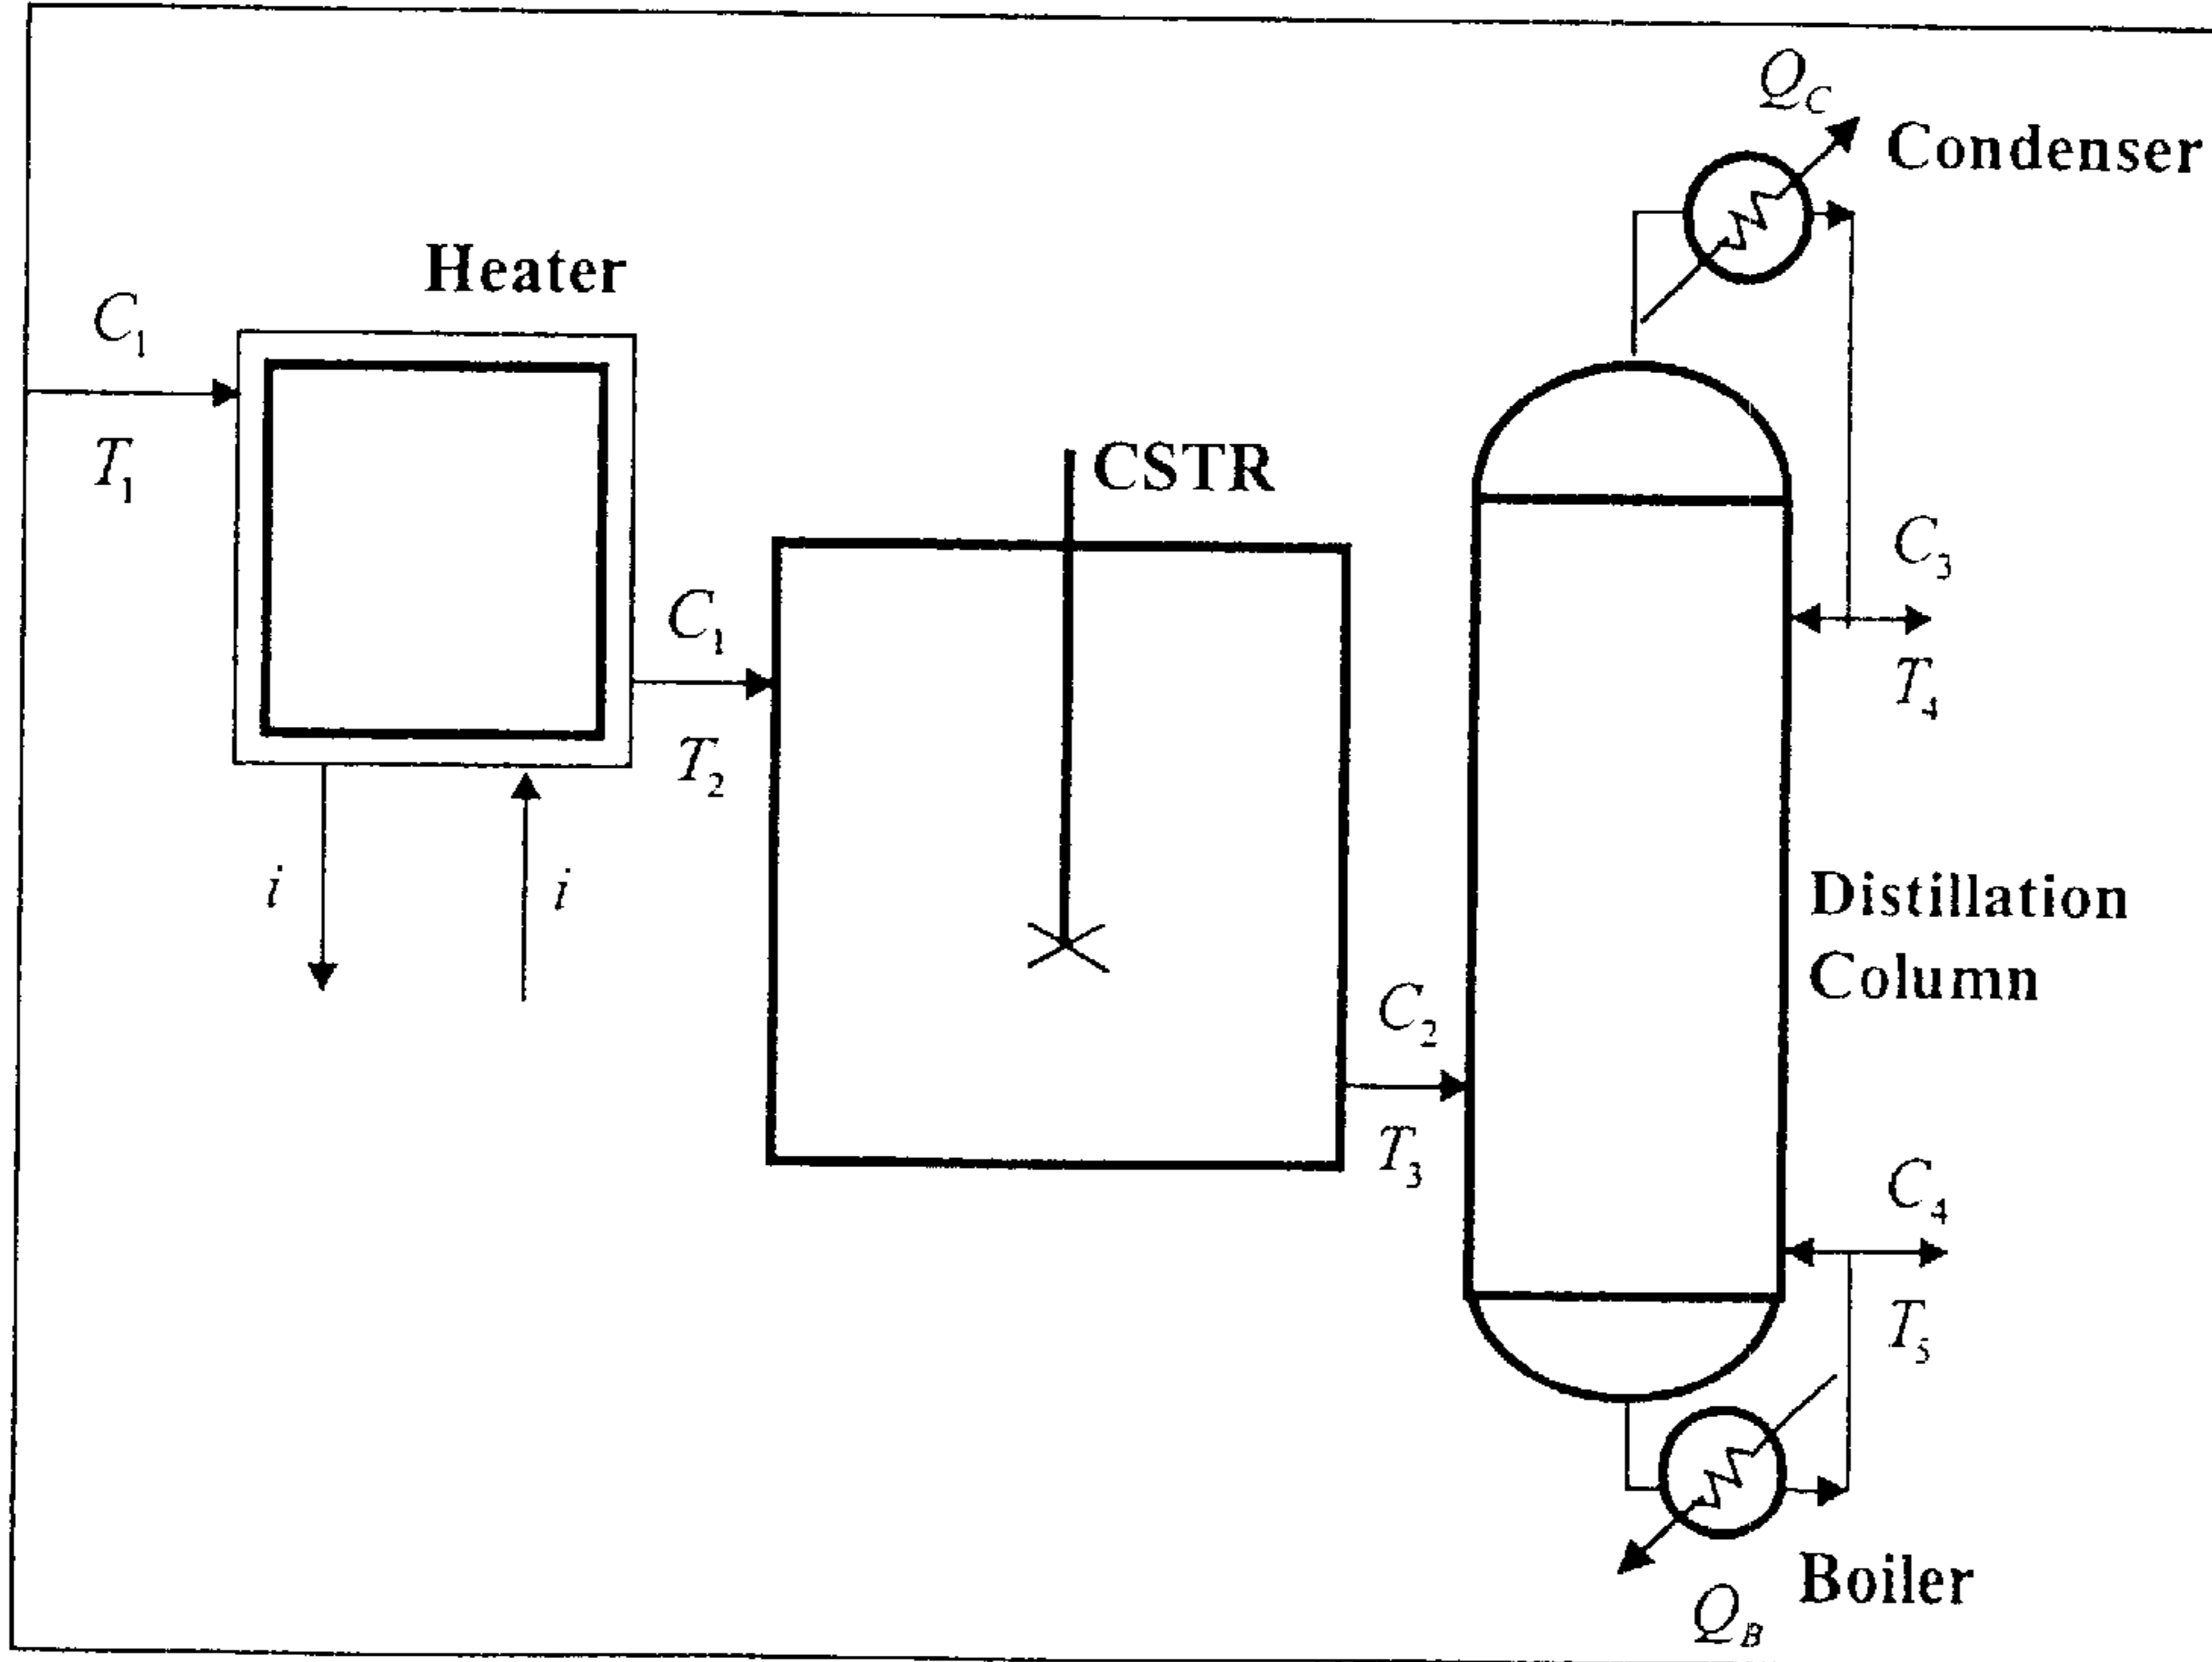 Q_C
Condenser
Heater
C_1
T_1
CSTR
C_3
T_4
C_1
T_2
i
i
Distillation
Column
C_2
T_3
C_4
T_5
Boiler
Q_B